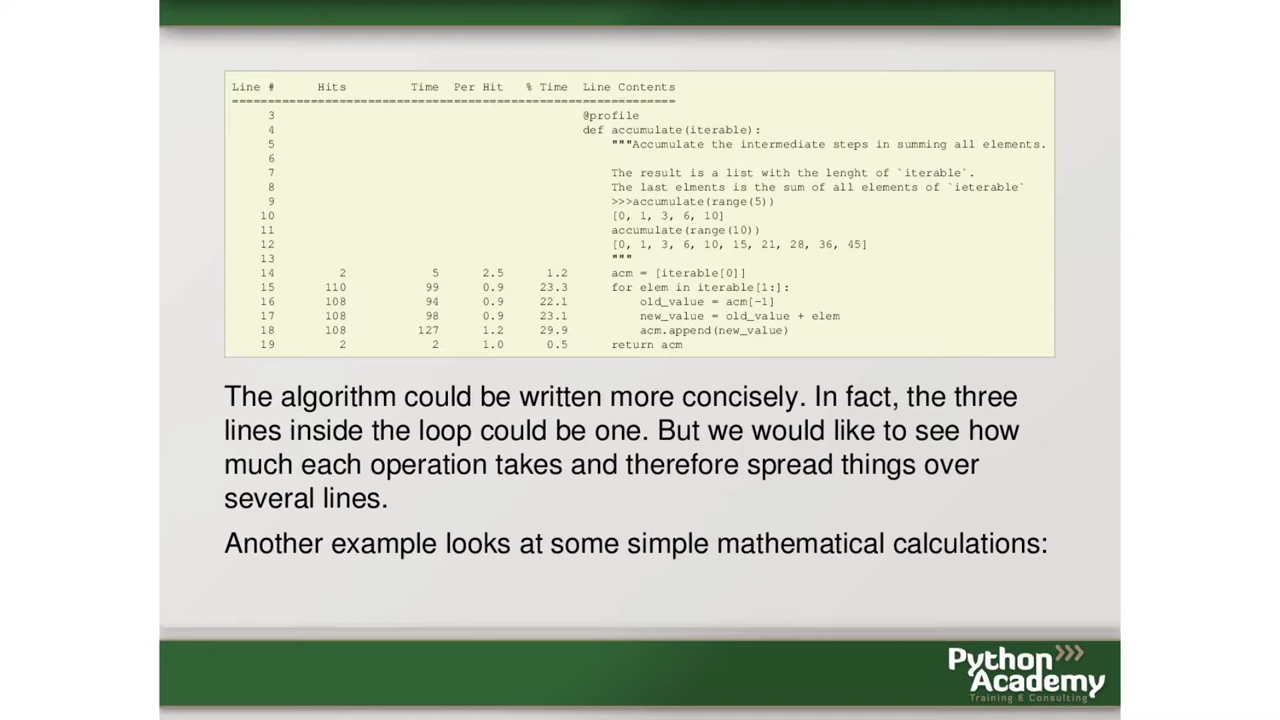 Line # Hits Time Per Hit % Time Line Contents
==============================================================
3 @profile
4 def accumulate(iterable):
5 """Accumulate the intermediate steps in summing all elements.
6
7 The result is a list with the lenght of `iterable`.
8 The last elments is the sum of all elements of `ieterable`
9 >>>accumulate(range(5))
10 [0, 1, 3, 6, 10]
11 accumulate(range(10))
12 [0, 1, 3, 6, 10, 15, 21, 28, 36, 45]
13 """
14 2 5 2.5 1.2 acm = [iterable[0]]
15 110 99 0.9 23.3 for elem in iterable[1:]:
16 108 94 0.9 22.1 old_value = acm[-1]
17 108 98 0.9 23.1 new_value = old_value + elem
18 108 127 1.2 29.9 acm.append(new_value)
19 2 2 1.0 0.5 return acm
The algorithm could be written more concisely. In fact, the three
lines inside the loop could be one. But we would like to see how
much each operation takes and therefore spread things over
several lines.
Another example looks at some simple mathematical calculations:
Python
Academy
Training & Consulting